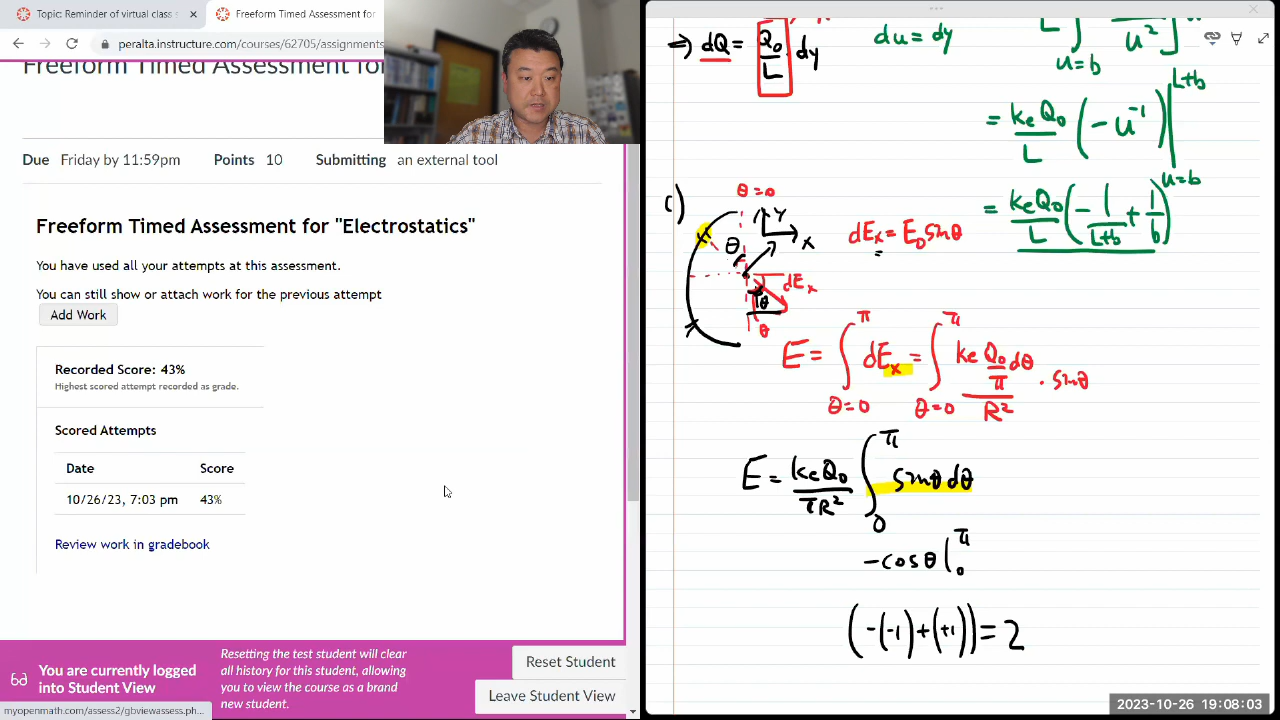 Topic: Reminder of virtual class s
Freeform Timed Assessment for
peralta.instructure.com/courses/62705/assignments
Freeform Timed Assessment for
Due Friday by 11:59pm Points 10 Submitting an external tool
Freeform Timed Assessment for "Electrostatic"
You have used all your attempts at this assessment.
You can still show or attach work for the previous attempt
Add Work
Recorded Score: 43%
Highest scored attempt recorded as grade.
Scored Attempts
Date Score
10/26/23, 7:03 pm 43%
Review work in gradebook
You are currently logged into Student View
Resetting the test student will clear
all history for this student, allowing
you to view the course as a brand
new student.
Reset Student
Leave Student View
myopenmath.com/assess2/gbviewassess.ph...
⇒ dQ = Q₀/L dy
du = dy
L ∫ u=b u²
= keQ₀/L (-u⁻¹) | L+b u=b
= keQ₀/L (-1/(L+b) + 1/b)
c)
θ=0
Y
X
θ
dEx
θ
θ
dEx = E₀ sinθ
E = ∫ θ=0 π dEx = ∫ θ=0 π ke Q₀/π dθ / R² · sinθ
E = keQ₀/πR² ∫ 0 π sinθ dθ
-cosθ | 0 π
(-(-1)+(+1)) = 2
2023-10-26 19:08:03